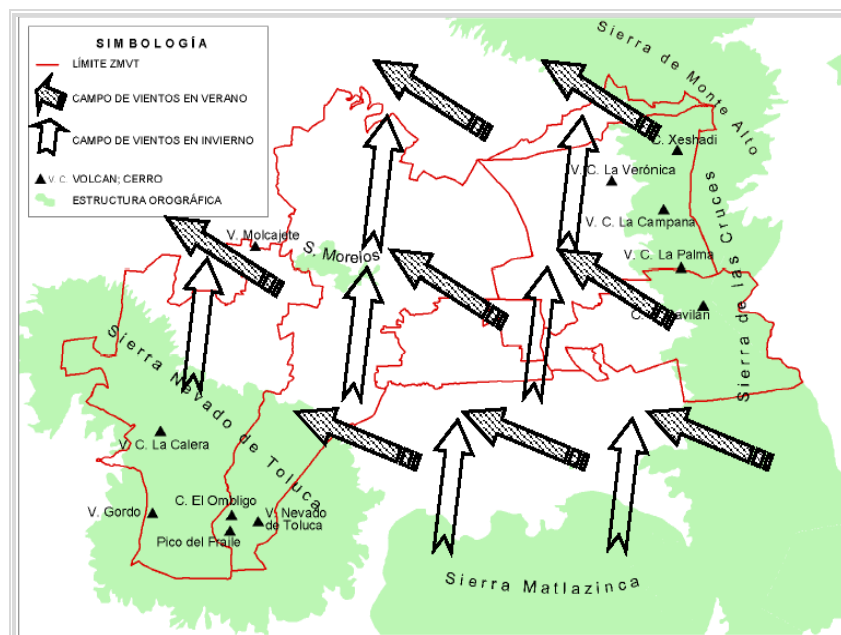 SIMBOLOGÍA
LÍMITE ZMVT
CAMPO DE VIENTOS EN VERANO
CAMPO DE VIENTOS EN INVIERNO
V. C. VOLCAN; CERRO
ESTRUCTURA OROGRÁFICA
Sierra de Monte Alto
C. Xeshadi
V. C. La Verónica
V. C. La Campana
V. Molcajete
S. Morelos
V. C. La Palma
Sierra de las Cruces
Sierra Nevado de Toluca
V. C. La Calera
V. Gordo
C. El Ombligo
V. Nevado
de Toluca
Pico del Fraile
Sierra Matlazinca